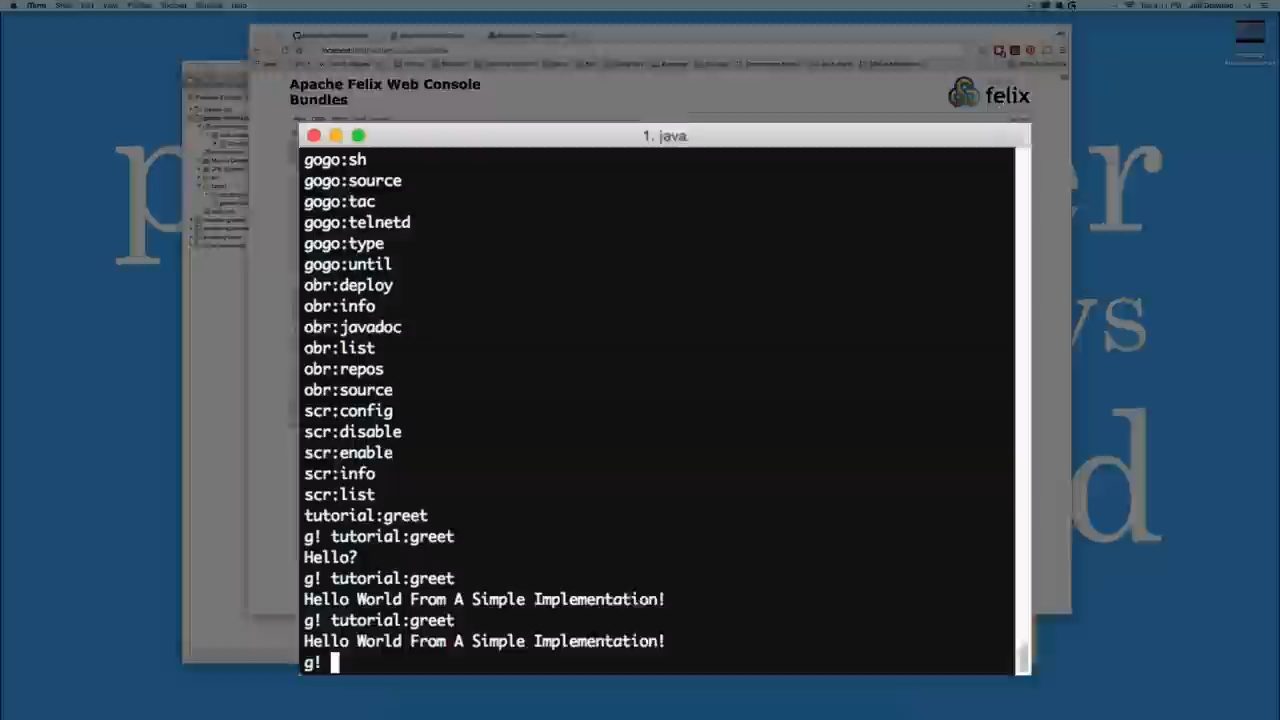 Apache Felix Web Console
Bundles
felix
1. java
gogo:sh
gogo:source
gogo:tac
gogo:telnetd
gogo:type
gogo:until
obr:deploy
obr:info
obr:javadoc
obr:list
obr:repos
obr:source
scr:config
scr:disable
scr:enable
scr:info
scr:list
tutorial:greet
g! tutorial:greet
Hello?
g! tutorial:greet
Hello World From A Simple Implementation!
g! tutorial:greet
Hello World From A Simple Implementation!
g!